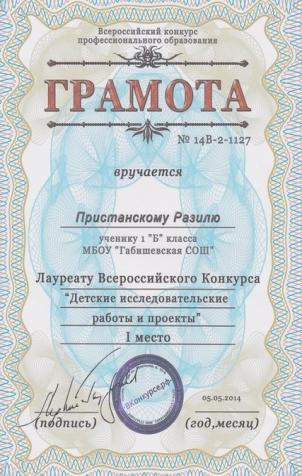 Всероссийский конкурс
профессионального образования
ГРАМОТА
№ 14В-2-1127
вручается
Пристанскому Разилю
ученику 1 "Б" класса
МБОУ "Габишевская СОШ"
Лауреату Всероссийского Конкурса
"Детские исследовательские
работы и проекты"
I место
ВКонкурсе.рф
05.05.2014
(подпись) (год,месяц)